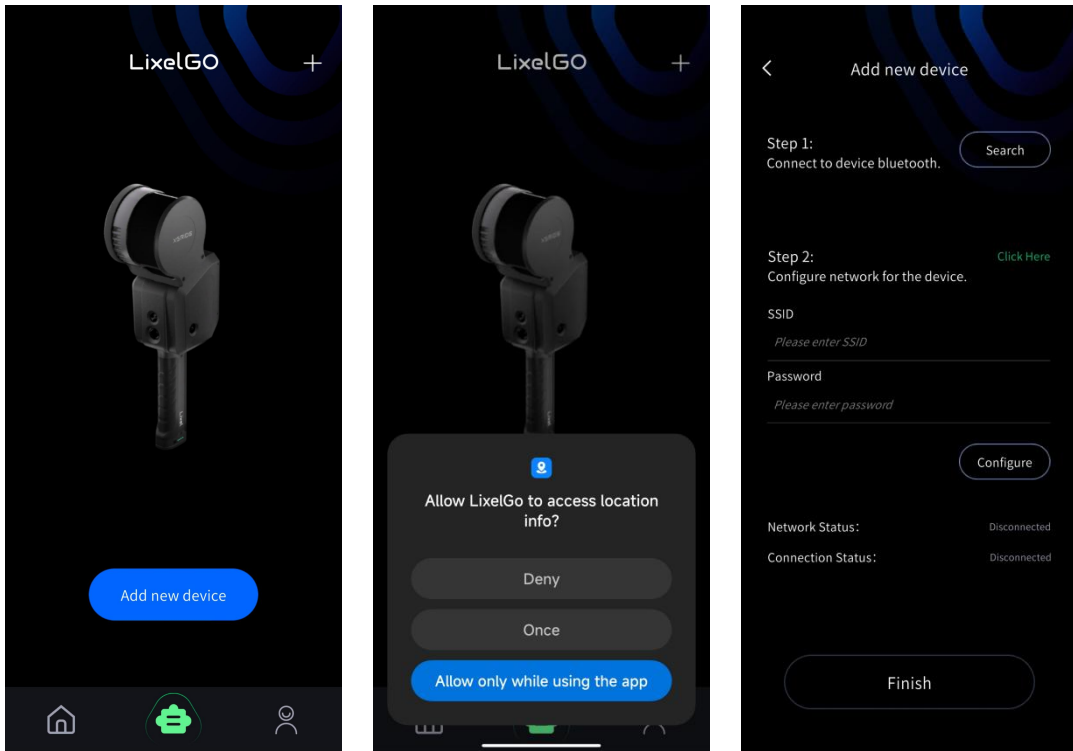 LixelGO
+
Add new device
LixelGO
+
Allow LixelGo to access location
info?
Deny
Once
Allow only while using the app
Add new device
Step 1:
Connect to device bluetooth.
Search
Step 2:
Click Here
Configure network for the device.
SSID
Please enter SSID
Password
Please enter password
Configure
Network Status:
Disconnected
Connection Status:
Disconnected
Finish